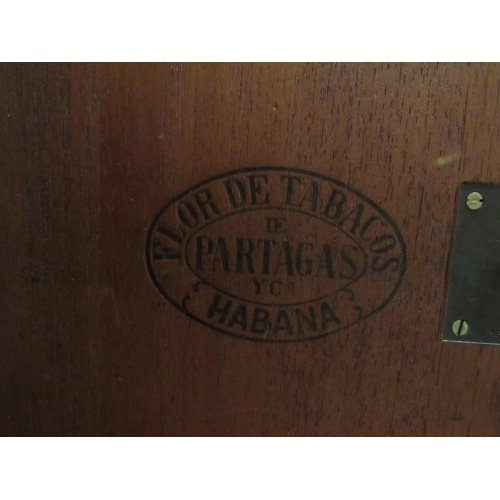 FLOR DE TABACOS
DE
PARTAGAS
Y Cª
HABANA